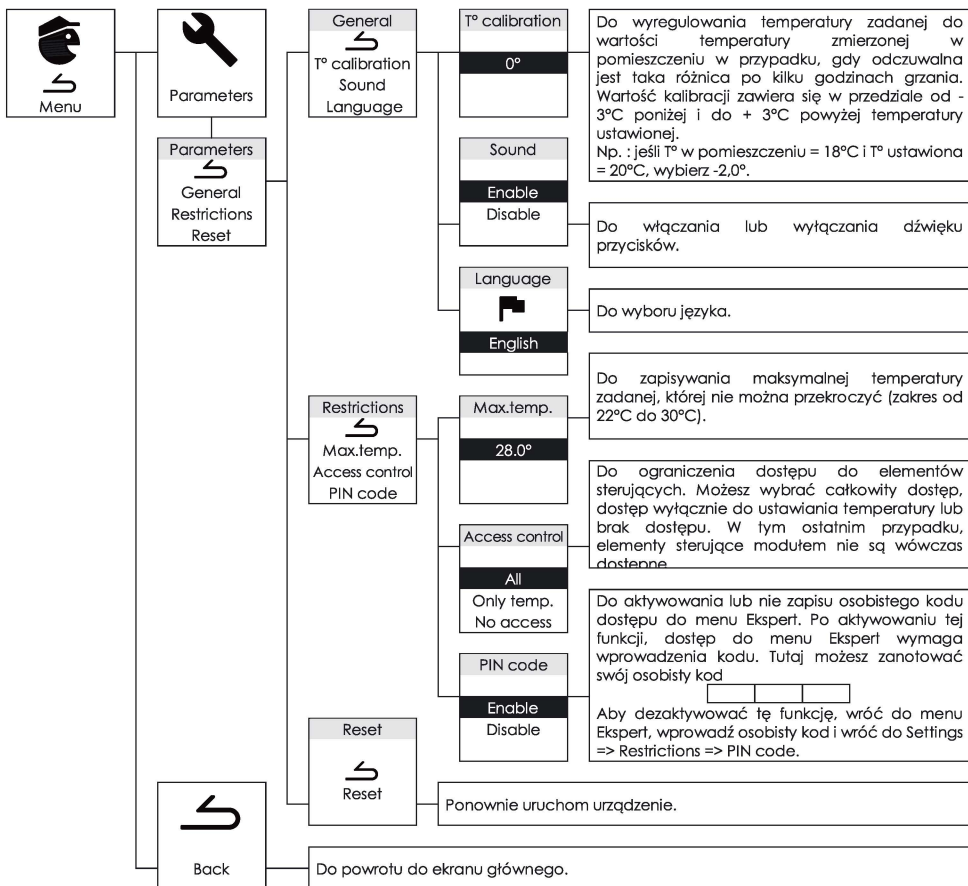 Menu
Parameters
Parameters
General
Restrictions
Reset
General
T° calibration
Sound
Language
T° calibration
0°
Do wyregulowania temperatury zadanej do
wartości temperatury zmierzonej w
pomieszczeniu w przypadku, gdy odczuwalna
jest taka różnica po kilku godzinach grzania.
Wartość kalibracji zawiera się w przedziale od -
3°C poniżej i do + 3°C powyżej temperatury
ustawionej.
Np. : jeśli T° w pomieszczeniu = 18°C i T° ustawiona
= 20°C, wybierz -2,0°.
Sound
Enable
Disable
Do włączania lub wyłączania dźwięku
przycisków.
Language
English
Do wyboru języka.
Restrictions
Max.temp.
Access control
PIN code
Max.temp.
28.0°
Do zapisywania maksymalnej temperatury
zadanej, której nie można przekroczyć (zakres od
22°C do 30°C).
Access control
All
Only temp.
No access
Do ograniczenia dostępu do elementów
sterujących. Możesz wybrać całkowity dostęp,
dostęp wyłącznie do ustawiania temperatury lub
brak dostępu. W tym ostatnim przypadku,
elementy sterujące modułem nie są wówczas
dostępne
PIN code
Enable
Disable
Do aktywowania lub nie zapisu osobistego kodu
dostępu do menu Ekspert. Po aktywowaniu tej
funkcji, dostęp do menu Ekspert wymaga
wprowadzenia kodu. Tutaj możesz zanotować
swój osobisty kod
Aby dezaktywować tę funkcję, wróć do menu
Ekspert, wprowadź osobisty kod i wróć do Settings
=> Restrictions => PIN code.
Reset
Reset
Ponownie uruchom urządzenie.
Back
Do powrotu do ekranu głównego.